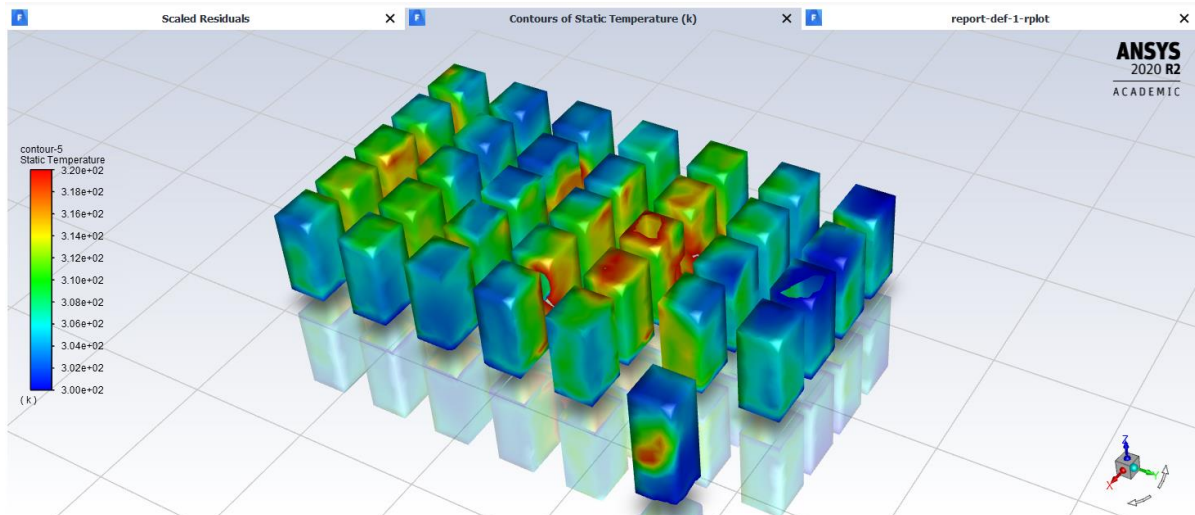 Scaled Residuals
Contours of Static Temperature (k)
report-def-1-rplot
ANSYS
2020 R2
ACADEMIC
contour-5
Static Temperature
3.20e+02
3.18e+02
3.16e+02
3.14e+02
3.12e+02
3.10e+02
3.08e+02
3.06e+02
3.04e+02
3.02e+02
3.00e+02
( k )
Z
Y
X